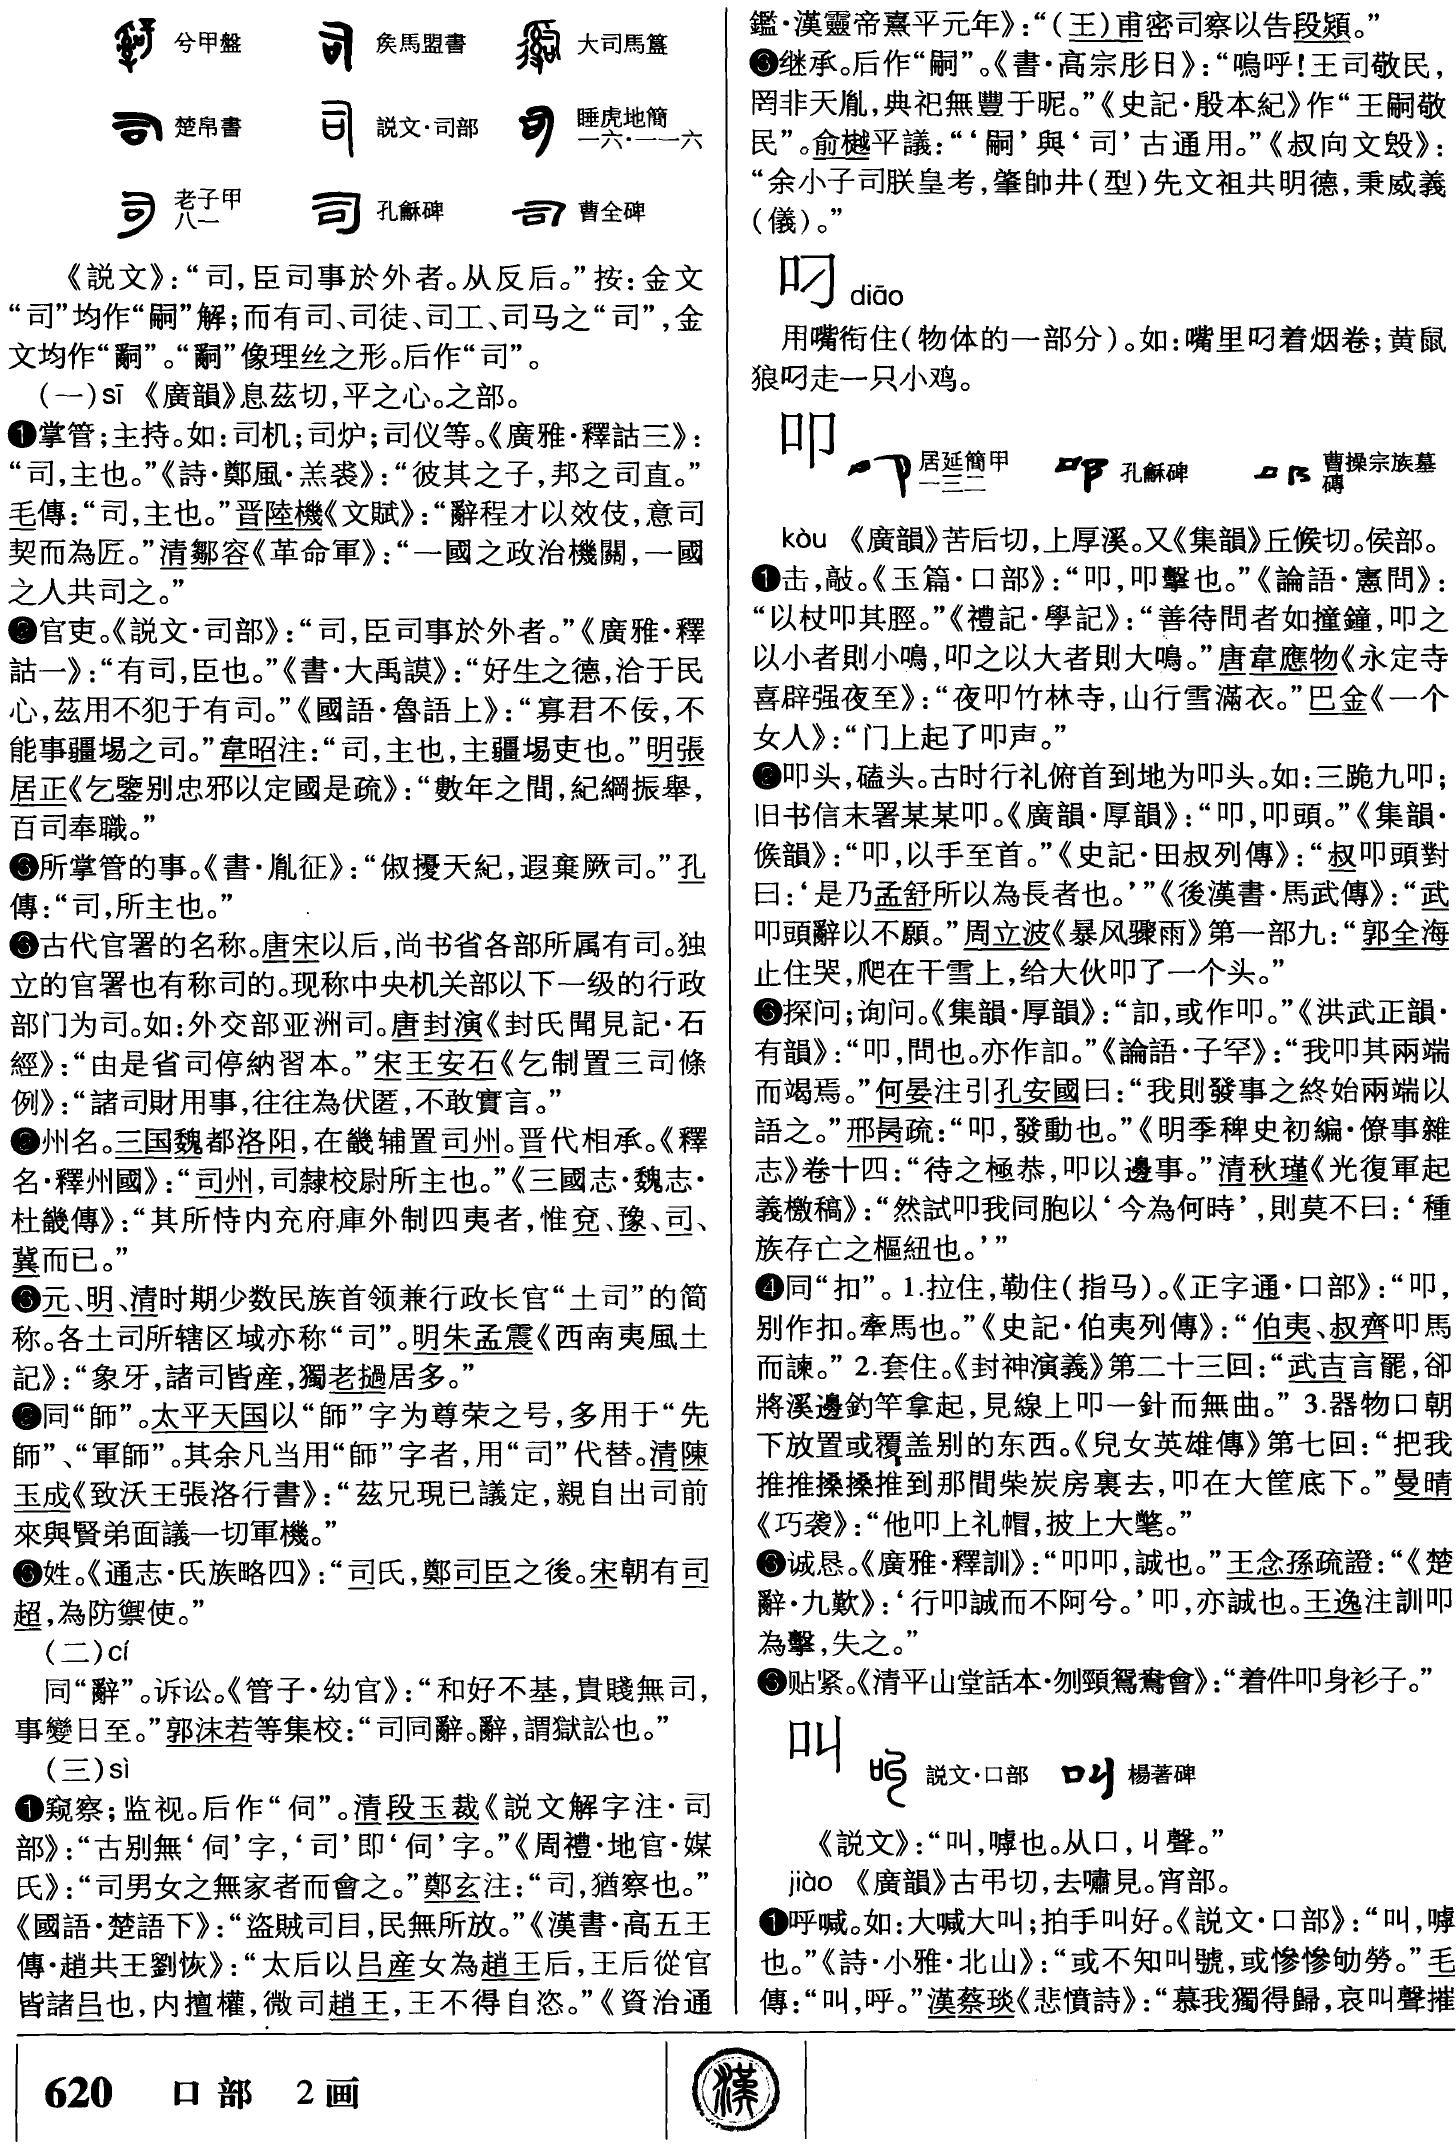 兮甲盤　矦馬盟書　大司馬簠
楚帛書　説文·司部　睡虎地簡一六·一一六
老子甲八一　孔龢碑　曹全碑
《説文》：“司，臣司事於外者。从反后。”按：金文
“司”均作“嗣”解；而有司、司徒、司工、司马之“司”，金
文均作“𤔲”。“𤔲”像理丝之形。后作“司”。
（一）sī 《廣韻》息茲切，平之心。之部。
❶掌管；主持。如：司机；司炉；司仪等。《廣雅·釋詁三》：
“司，主也。”《詩·鄭風·羔裘》：“彼其之子，邦之司直。”
毛傳：“司，主也。”晋陸機《文賦》：“辭程才以效伎，意司
契而為匠。”清鄒容《革命軍》：“一國之政治機關，一國
之人共司之。”
❷官吏。《説文·司部》：“司，臣司事於外者。”《廣雅·釋
詁一》：“有司，臣也。”《書·大禹謨》：“好生之德，洽于民
心，茲用不犯于有司。”《國語·魯語上》：“寡君不佞，不
能事疆埸之司。”韋昭注：“司，主也，主疆埸吏也。”明張
居正《乞鑒别忠邪以定國是疏》：“數年之間，紀綱振舉，
百司奉職。”
❸所掌管的事。《書·胤征》：“俶擾天紀，遐棄厥司。”孔
傳：“司，所主也。”
古代官署的名称。唐宋以后，尚书省各部所属有司。独
立的官署也有称司的。现称中央机关部以下一级的行政
部门为司。如：外交部亚洲司。唐封演《封氏聞見記·石
經》：“由是省司停納習本。”宋王安石《乞制置三司條
例》：“諸司財用事，往往為伏匿，不敢實言。”
州名。三国魏都洛阳，在畿辅置司州。晋代相承。《釋
名·釋州國》：“司州，司隸校尉所主也。”《三國志·魏志·
杜畿傳》：“其所恃内充府庫外制四夷者，惟兗、豫、司、
冀而已。”
元、明、清时期少数民族首领兼行政长官“土司”的简
称。各土司所辖区域亦称“司”。明朱孟震《西南夷風土
記》：“象牙，諸司皆産，獨老撾居多。”
同“師”。太平天国以“師”字为尊荣之号，多用于“先
師”、“軍師”。其余凡当用“師”字者，用“司”代替。清陳
玉成《致沃王張洛行書》：“茲兄現已議定，親自出司前
來與賢弟面議一切軍機。”
姓。《通志·氏族略四》：“司氏，鄭司臣之後。宋朝有司
超，為防禦使。”
（二）cí
同“辭”。诉讼。《管子·幼官》：“和好不基，貴賤無司，
事變日至。”郭沫若等集校：“司同辭。辭，謂獄訟也。”
（三）sì
❶窥察；监视。后作“伺”。清段玉裁《説文解字注·司
部》：“古别無‘伺’字，‘司’即‘伺’字。”《周禮·地官·媒
氏》：“司男女之無家者而會之。”鄭玄注：“司，猶察也。”
《國語·楚語下》：“盜賊司目，民無所放。”《漢書·高五王
傳·趙共王劉恢》：“太后以吕産女為趙王后，王后從官
皆諸吕也，内擅權，微司趙王，王不得自恣。”《資治通
鑑·漢靈帝熹平元年》：“（王）甫密司察以告段熲。”
继承。后作“嗣”。《書·高宗肜日》：“嗚呼！王司敬民，
罔非天胤，典祀無豐于昵。”《史記·殷本紀》作“王嗣敬
民”。俞樾平議：“‘嗣’與‘司’古通用。”《叔向文𣪘》：
“余小子司朕皇考，肇帥井（型）先文祖共明德，秉威義
（儀）。”
叼 diāo
用嘴衔住（物体的一部分）。如：嘴里叼着烟卷；黄鼠
狼叼走一只小鸡。
叩　居延簡甲一三二　孔龢碑　曹操宗族墓磚
kòu 《廣韻》苦后切，上厚溪。又《集韻》丘候切。侯部。
❶击，敲。《玉篇·口部》：“叩，叩擊也。”《論語·憲問》：
“以杖叩其脛。”《禮記·學記》：“善待問者如撞鐘，叩之
以小者則小鳴，叩之以大者則大鳴。”唐韋應物《永定寺
喜辟强夜至》：“夜叩竹林寺，山行雪滿衣。”巴金《一个
女人》：“门上起了叩声。”
❷叩头，磕头。古时行礼俯首到地为叩头。如：三跪九叩；
旧书信末署某某叩。《廣韻·厚韻》：“叩，叩頭。”《集韻·
候韻》：“叩，以手至首。”《史記·田叔列傳》：“叔叩頭對
曰：‘是乃孟舒所以為長者也。’”《後漢書·馬武傳》：“武
叩頭辭以不願。”周立波《暴风骤雨》第一部九：“郭全海
止住哭，爬在干雪上，给大伙叩了一个头。”
❸探问；询问。《集韻·厚韻》：“訆，或作叩。”《洪武正韻·
有韻》：“叩，問也。亦作訆。”《論語·子罕》：“我叩其兩端
而竭焉。”何晏注引孔安國曰：“我則發事之終始兩端以
語之。”邢昺疏：“叩，發動也。”《明季稗史初編·僚事雜
志》卷十四：“待之極恭，叩以邊事。”清秋瑾《光復軍起
義檄稿》：“然試叩我同胞以‘今為何時’，則莫不曰：‘種
族存亡之樞紐也。’”
❹同“扣”。1.拉住，勒住（指马）。《正字通·口部》：“叩，
别作扣。牽馬也。”《史記·伯夷列傳》：“伯夷、叔齊叩馬
而諫。”2.套住。《封神演義》第二十三回：“武吉言罷，卻
將溪邊釣竿拿起，見線上叩一針而無曲。”3.器物口朝
下放置或覆盖别的东西。《兒女英雄傳》第七回：“把我
推推搡搡推到那間柴炭房裏去，叩在大筐底下。”曼晴
《巧袭》：“他叩上礼帽，披上大氅。”
诚恳。《廣雅·釋訓》：“叩叩，誠也。”王念孫疏證：“《楚
辭·九歎》：‘行叩誠而不阿兮。’叩，亦誠也。王逸注訓叩
為擊，失之。”
贴紧。《清平山堂話本·刎頸鴛鴦會》：“着件叩身衫子。”
叫　説文·口部　楊著碑
《説文》：“叫，嘑也。从口，丩聲。”
jiào 《廣韻》古弔切，去嘯見。宵部。
❶呼喊。如：大喊大叫；拍手叫好。《説文·口部》：“叫，嘑
也。”《詩·小雅·北山》：“或不知叫號，或慘慘劬勞。”毛
傳：“叫，呼。”漢蔡琰《悲憤詩》：“慕我獨得歸，哀叫聲摧
620　口部　2画
漢